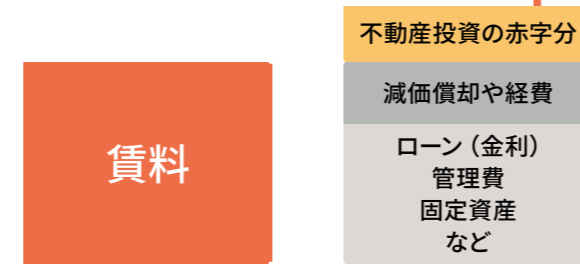 不動産投資の赤字分
減価償却や経費
賃料
ローン（金利）
管理費
固定資産
など